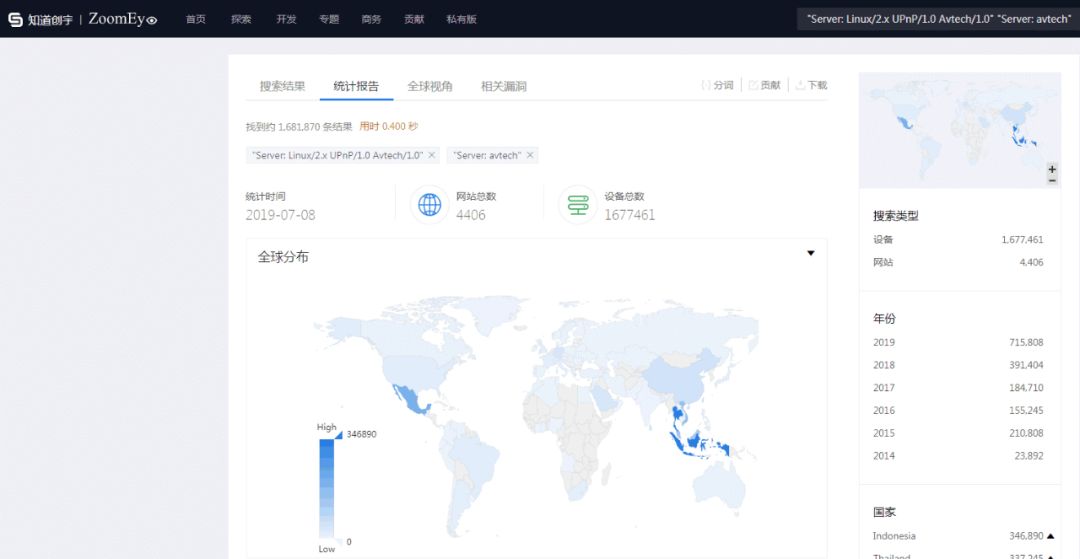 知道创宇 | ZoomEye 首页 探索 开发 专题 商务 贡献 私有版 "Server: Linux/2.x UPnP/1.0 Avtech/1.0" "Server: avtech"
搜索结果 统计报告 全球视角 相关漏洞 分词 贡献 下载
找到约 1,681,870 条结果 用时 0.400 秒
"Server: Linux/2.x UPnP/1.0 Avtech/1.0" × "Server: avtech" ×
统计时间
2019-07-08
网站总数
4406
设备总数
1677461
全球分布
High
346890
0
Low
+
−
搜索类型
设备 1,677,461
网站 4,406
年份
2019 715,808
2018 391,404
2017 184,710
2016 155,245
2015 210,808
2014 23,892
国家
Indonesia 346,890
Thailand 337,245